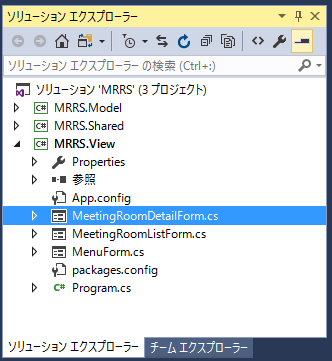 ソリューション エクスプローラー
ソリューション エクスプローラー の検索 (Ctrl+:)
ソリューション 'MRRS' (3 プロジェクト)
C# MRRS.Model
C# MRRS.Shared
C# MRRS.View
Properties
参照
App.config
MeetingRoomDetailForm.cs
MeetingRoomListForm.cs
MenuForm.cs
packages.config
C# Program.cs
ソリューション エクスプローラー チーム エクスプローラー